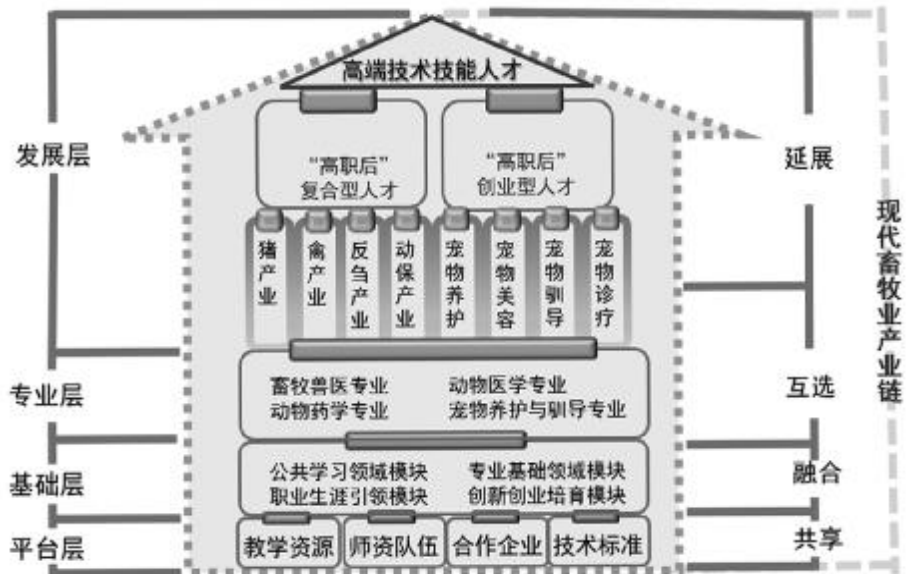 高端技术技能人才
发展层
“高职后”
复合型人才
“高职后”
创业型人才
延展
猪产业
禽产业
反刍产业
动保产业
宠物养护
宠物美容
宠物驯导
宠物诊疗
现代畜牧业产业链
专业层
畜牧兽医专业
动物医学专业
动物药学专业
宠物养护与驯导专业
互选
基础层
公共学习领域模块
专业基础领域模块
职业生涯引领模块
创新创业培育模块
融合
平台层
教学资源
师资队伍
合作企业
技术标准
共享